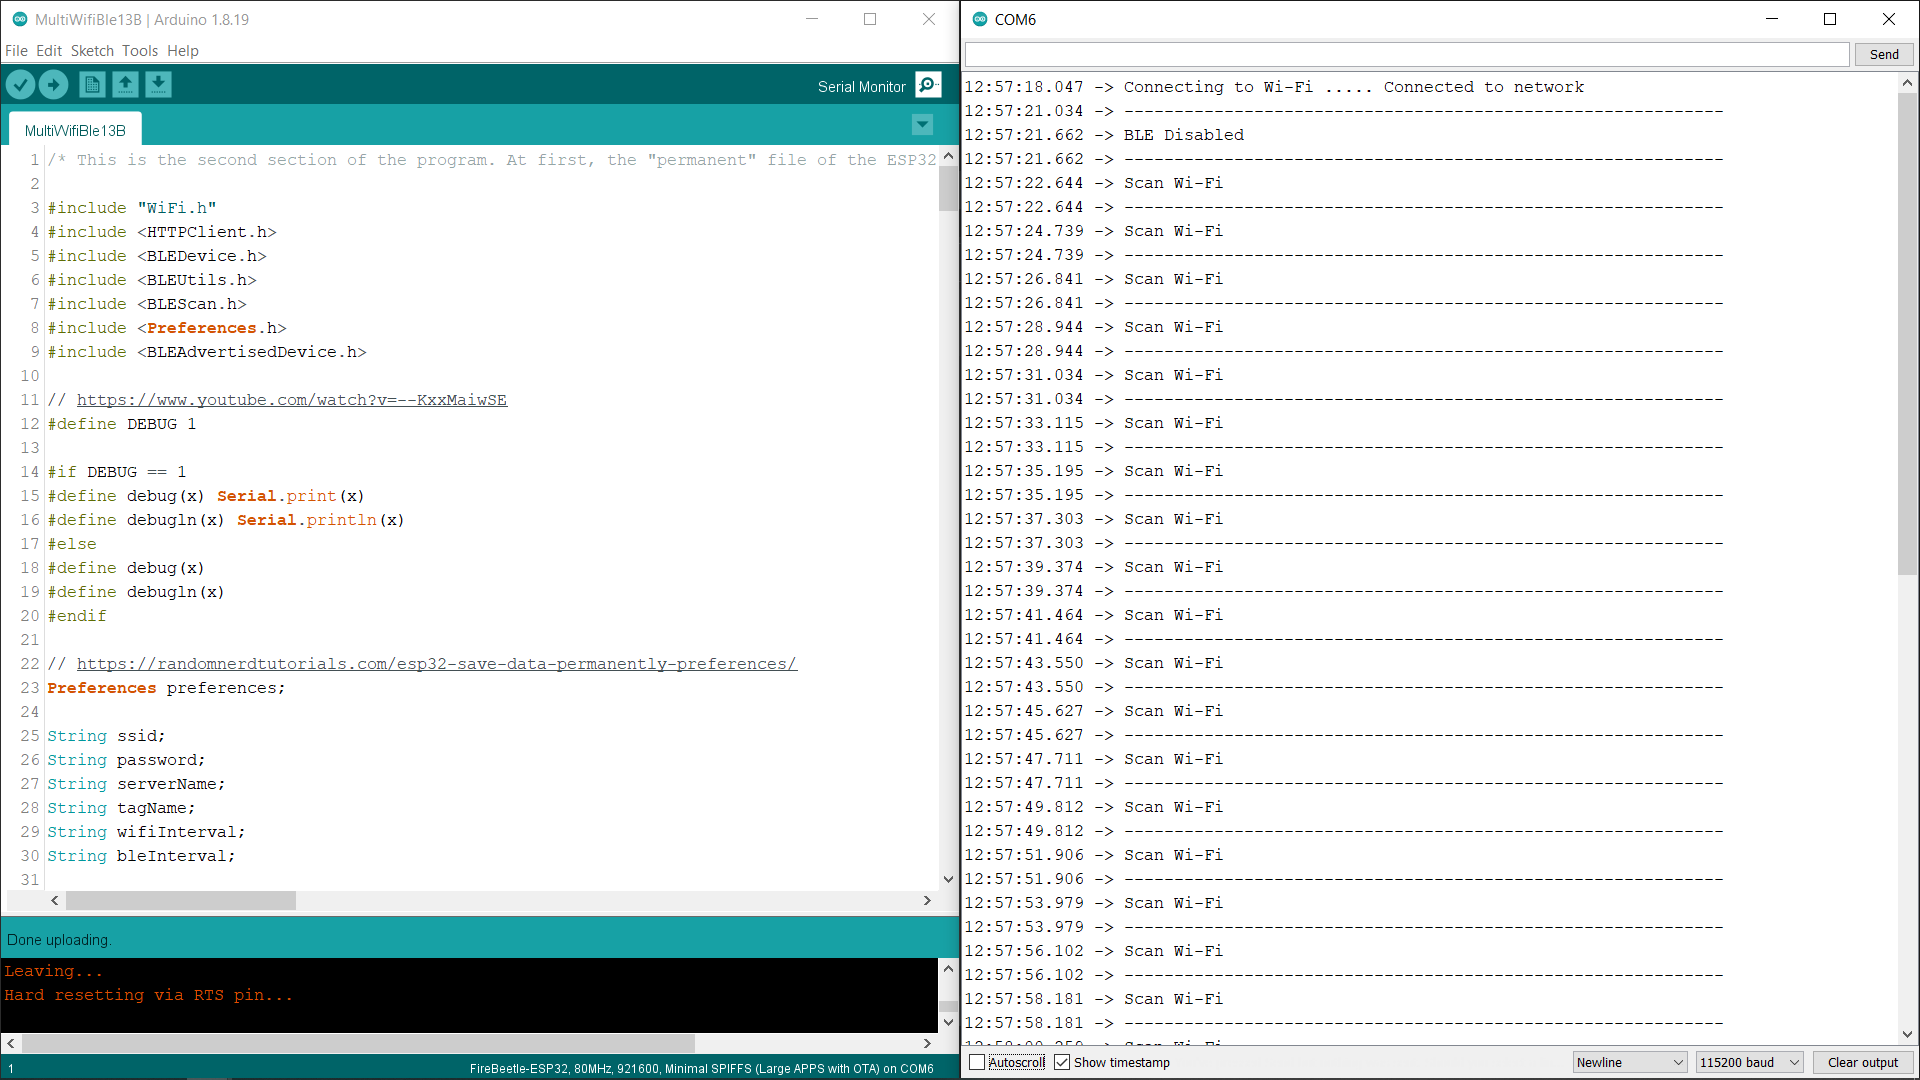 MultiWifiBle13B | Arduino 1.8.19
File Edit Sketch Tools Help
Serial Monitor
MultiWifiBle13B
1 /* This is the second section of the program. At first, the "permanent" file of the ESP32
2
3 #include "WiFi.h"
4 #include <HTTPClient.h>
5 #include <BLEDevice.h>
6 #include <BLEUtils.h>
7 #include <BLEScan.h>
8 #include <Preferences.h>
9 #include <BLEAdvertisedDevice.h>
10
11 // https://www.youtube.com/watch?v=--KxxMaiwSE
12 #define DEBUG 1
13
14 #if DEBUG == 1
15 #define debug(x) Serial.print(x)
16 #define debugln(x) Serial.println(x)
17 #else
18 #define debug(x)
19 #define debugln(x)
20 #endif
21
22 // https://randomnerdtutorials.com/esp32-save-data-permanently-preferences/
23 Preferences preferences;
24
25 String ssid;
26 String password;
27 String serverName;
28 String tagName;
29 String wifiInterval;
30 String bleInterval;
31
Done uploading.
Leaving...
Hard resetting via RTS pin...
1 FireBeetle-ESP32, 80MHz, 921600, Minimal SPIFFS (Large APPS with OTA) on COM6
COM6
Send
12:57:18.047 -> Connecting to Wi-Fi ..... Connected to network
12:57:21.034 -> ------------------------------------------------------------
12:57:21.662 -> BLE Disabled
12:57:21.662 -> ------------------------------------------------------------
12:57:22.644 -> Scan Wi-Fi
12:57:22.644 -> ------------------------------------------------------------
12:57:24.739 -> Scan Wi-Fi
12:57:24.739 -> ------------------------------------------------------------
12:57:26.841 -> Scan Wi-Fi
12:57:26.841 -> ------------------------------------------------------------
12:57:28.944 -> Scan Wi-Fi
12:57:28.944 -> ------------------------------------------------------------
12:57:31.034 -> Scan Wi-Fi
12:57:31.034 -> ------------------------------------------------------------
12:57:33.115 -> Scan Wi-Fi
12:57:33.115 -> ------------------------------------------------------------
12:57:35.195 -> Scan Wi-Fi
12:57:35.195 -> ------------------------------------------------------------
12:57:37.303 -> Scan Wi-Fi
12:57:37.303 -> ------------------------------------------------------------
12:57:39.374 -> Scan Wi-Fi
12:57:39.374 -> ------------------------------------------------------------
12:57:41.464 -> Scan Wi-Fi
12:57:41.464 -> ------------------------------------------------------------
12:57:43.550 -> Scan Wi-Fi
12:57:43.550 -> ------------------------------------------------------------
12:57:45.627 -> Scan Wi-Fi
12:57:45.627 -> ------------------------------------------------------------
12:57:47.711 -> Scan Wi-Fi
12:57:47.711 -> ------------------------------------------------------------
12:57:49.812 -> Scan Wi-Fi
12:57:49.812 -> ------------------------------------------------------------
12:57:51.906 -> Scan Wi-Fi
12:57:51.906 -> ------------------------------------------------------------
12:57:53.979 -> Scan Wi-Fi
12:57:53.979 -> ------------------------------------------------------------
12:57:56.102 -> Scan Wi-Fi
12:57:56.102 -> ------------------------------------------------------------
12:57:58.181 -> Scan Wi-Fi
12:57:58.181 -> ------------------------------------------------------------
Autoscroll Show timestamp Newline 115200 baud Clear output